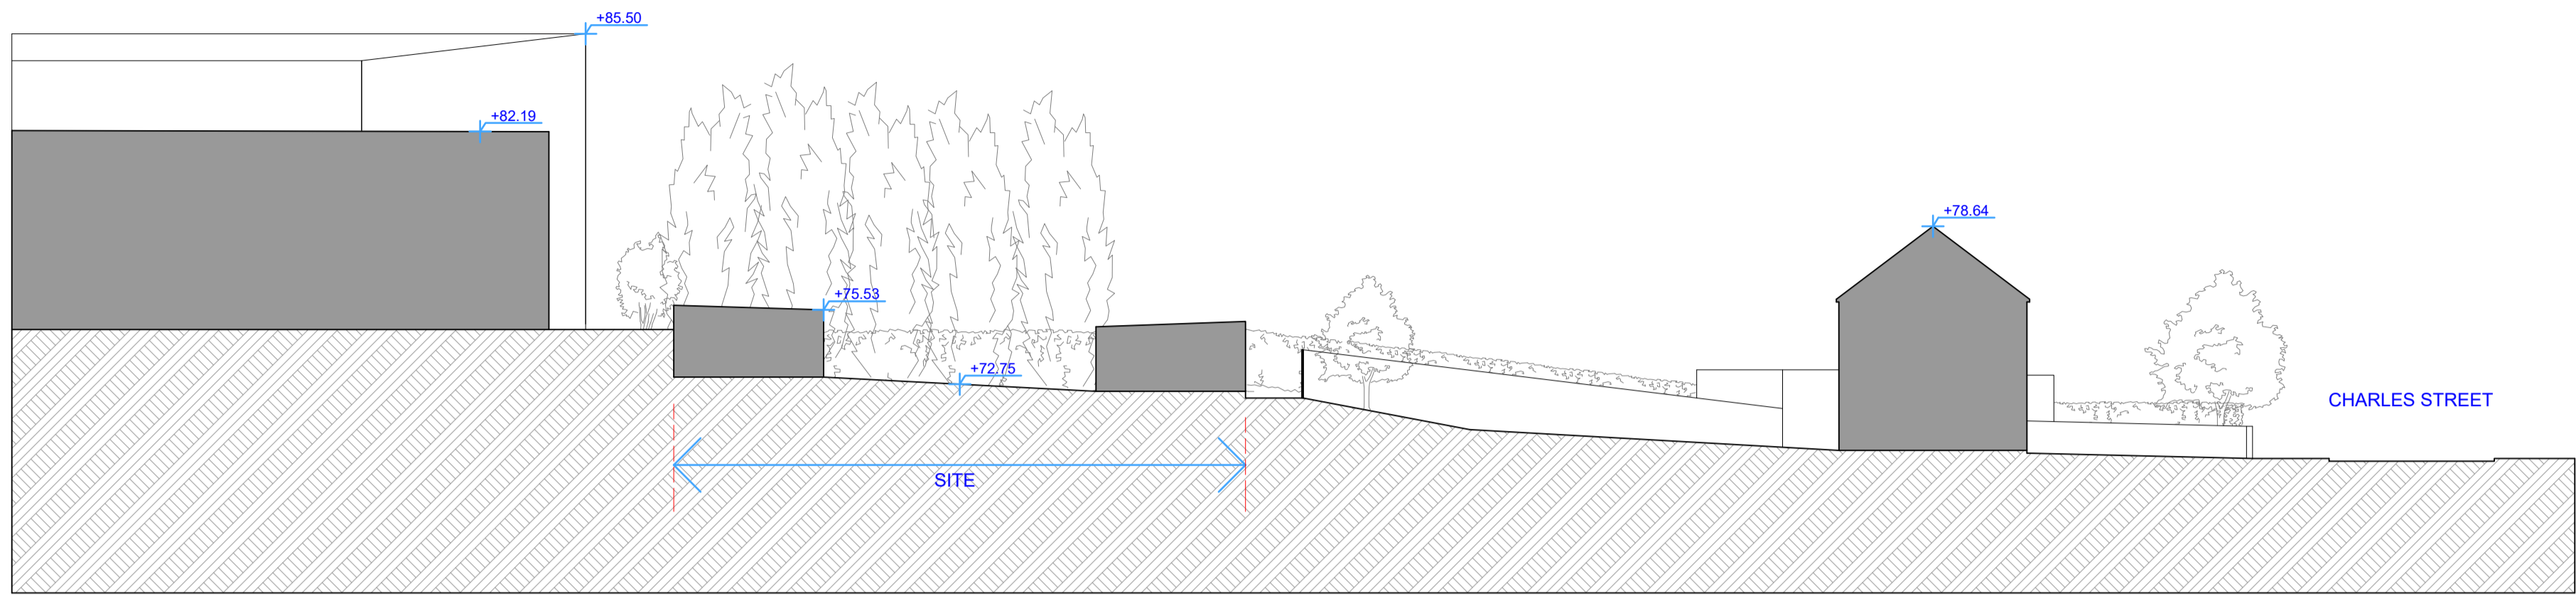 +85.50
+82.19
+78.64
+75.53
+72.75
CHARLES STREET
SITE